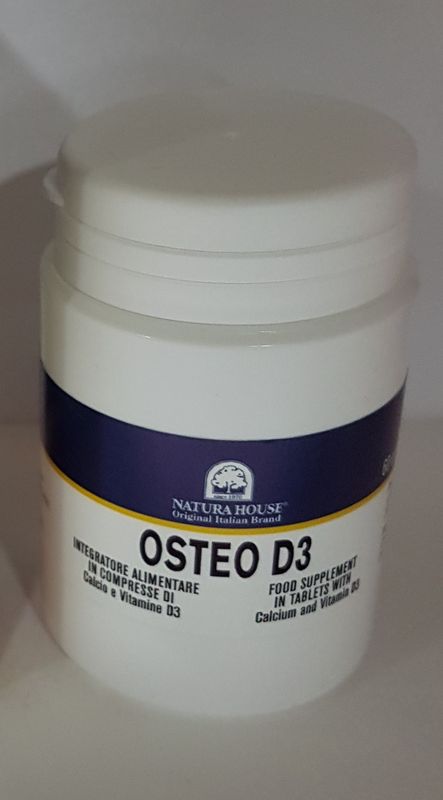 SINCE 1970
NATURA HOUSE®
Original Italian Brand
OSTEO D3
INTEGRATORE ALIMENTARE
IN COMPRESSE DI
Calcio e Vitamine D3
FOOD SUPPLEMENT
IN TABLETS WITH
Calcium and Vitamin D3
60